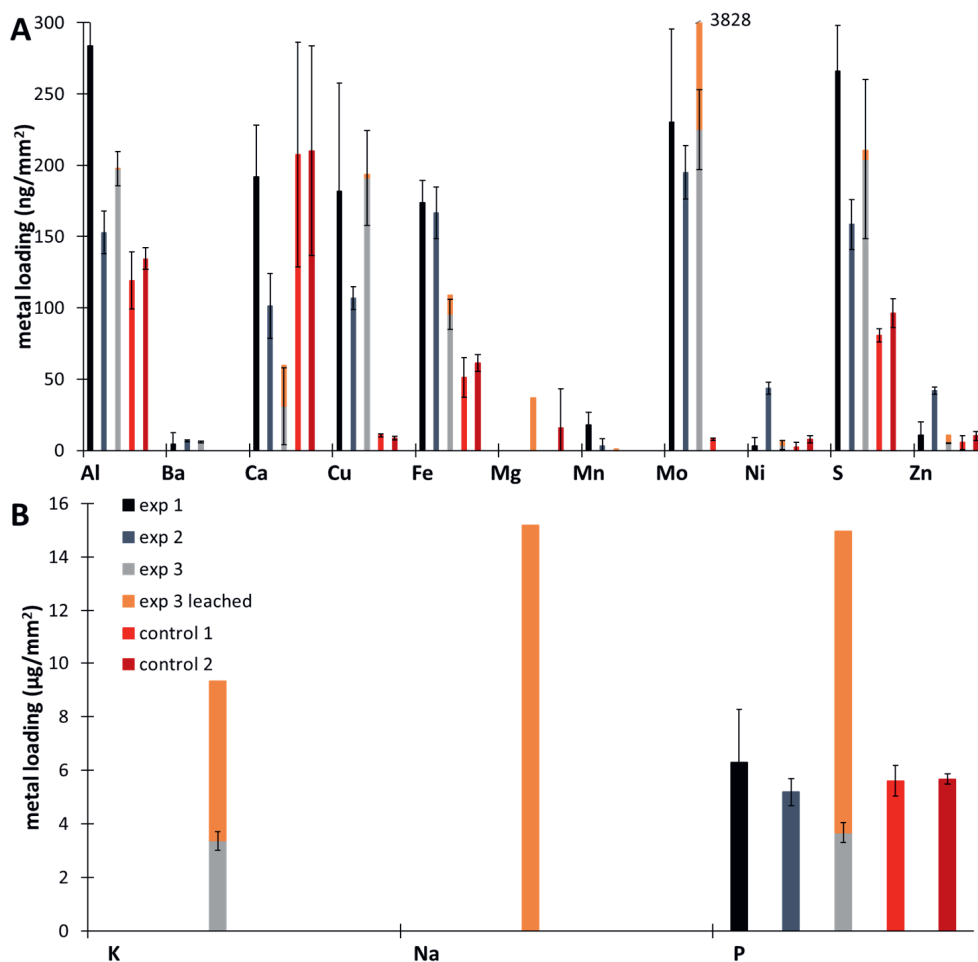 A
3828
metal loading (ng/mm²)
300
250
200
150
100
50
0
Al Ba Ca Cu Fe Mg Mn Mo Ni S Zn
B
metal loading (µg/mm²)
16
14
12
10
8
6
4
2
0
exp 1
exp 2
exp 3
exp 3 leached
control 1
control 2
K Na P